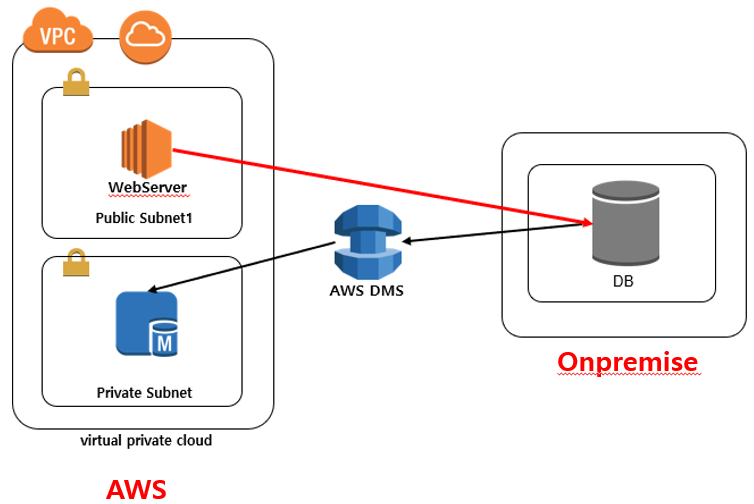 VPC
WebServer
Public Subnet1
AWS DMS
DB
M
Private Subnet
Onpremise
virtual private cloud
AWS